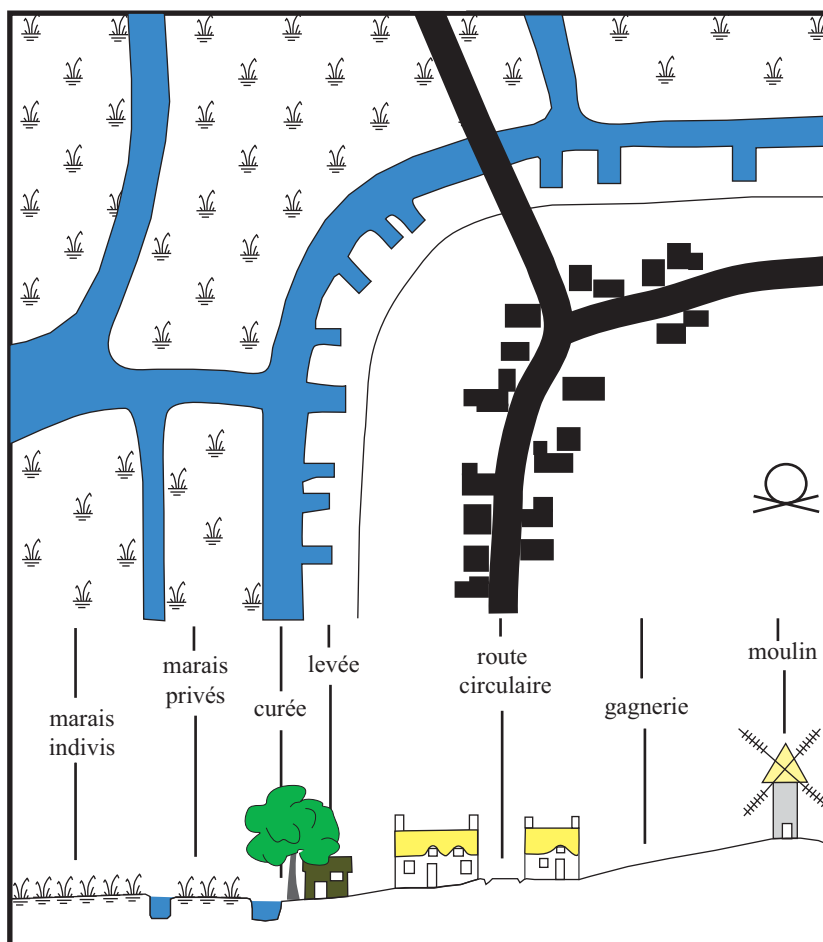 marais
indivis
marais
privés
curée
levée
route
circulaire
gagnerie
moulin